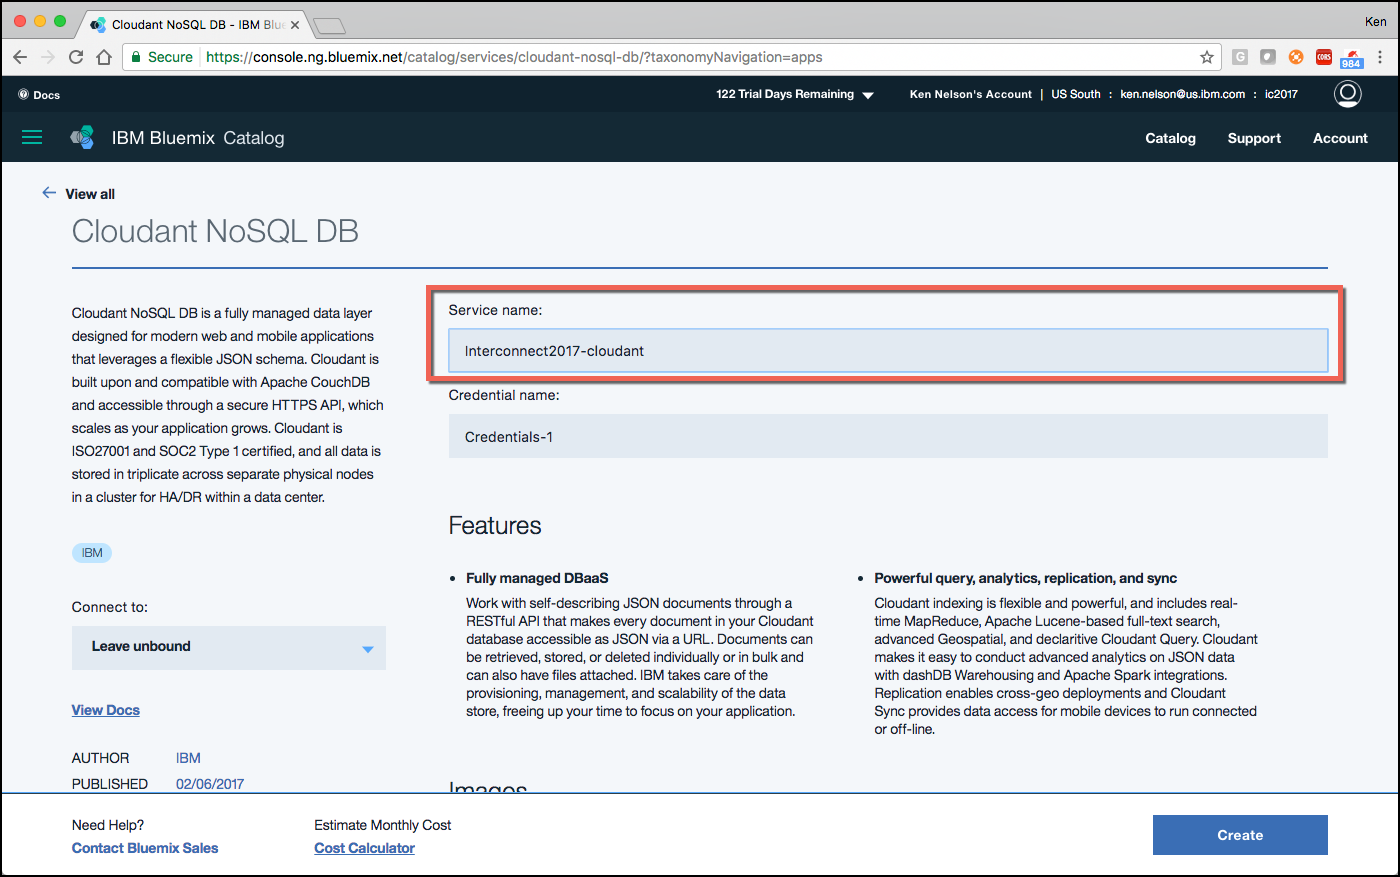 Cloudant NoSQL DB - IBM Blu
Ken
Secure https://console.ng.bluemix.net/catalog/services/cloudant-nosql-db/?taxonomyNavigation=apps
G
CORS
984
Docs
122 Trial Days Remaining
Ken Nelson's Account | US South : ken.nelson@us.ibm.com : ic2017
IBM Bluemix Catalog
Catalog Support Account
View all
Cloudant NoSQL DB
Cloudant NoSQL DB is a fully managed data layer
designed for modern web and mobile applications
that leverages a flexible JSON schema. Cloudant is
built upon and compatible with Apache CouchDB
and accessible through a secure HTTPS API, which
scales as your application grows. Cloudant is
ISO27001 and SOC2 Type 1 certified, and all data is
stored in triplicate across separate physical nodes
in a cluster for HA/DR within a data center.
IBM
Connect to:
Leave unbound
View Docs
AUTHOR IBM
PUBLISHED 02/06/2017
Service name:
Interconnect2017-cloudant
Credential name:
Credentials-1
Features
• Fully managed DBaaS
Work with self-describing JSON documents through a
RESTful API that makes every document in your Cloudant
database accessible as JSON via a URL. Documents can
be retrieved, stored, or deleted individually or in bulk and
can also have files attached. IBM takes care of the
provisioning, management, and scalability of the data
store, freeing up your time to focus on your application.
• Powerful query, analytics, replication, and sync
Cloudant indexing is flexible and powerful, and includes real-
time MapReduce, Apache Lucene-based full-text search,
advanced Geospatial, and declaritive Cloudant Query. Cloudant
makes it easy to conduct advanced analytics on JSON data
with dashDB Warehousing and Apache Spark integrations.
Replication enables cross-geo deployments and Cloudant
Sync provides data access for mobile devices to run connected
or off-line.
Images
Need Help?
Contact Bluemix Sales
Estimate Monthly Cost
Cost Calculator
Create